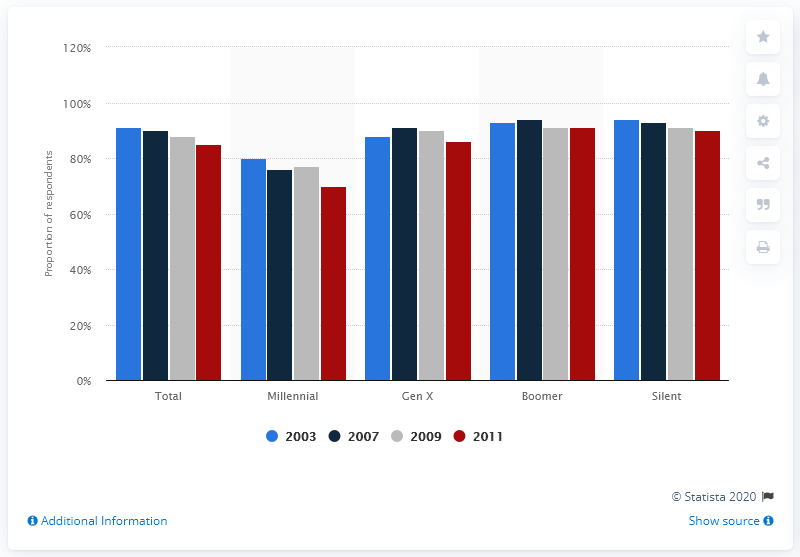 Proportion of respondents
120%
100%
80%
60%
40%
20%
0%
Total Millennial Gen X Boomer Silent
2003 2007 2009 2011
© Statista 2020
Additional Information Show source